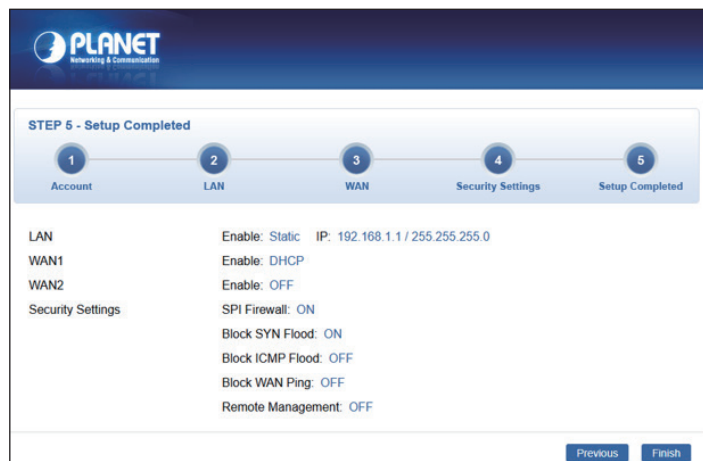 PLANET
Networking & Communication
STEP 5 - Setup Completed
1 2 3 4 5
Account LAN WAN Security Settings Setup Completed
LAN Enable: Static IP: 192.168.1.1 / 255.255.255.0
WAN1 Enable: DHCP
WAN2 Enable: OFF
Security Settings SPI Firewall: ON
Block SYN Flood: ON
Block ICMP Flood: OFF
Block WAN Ping: OFF
Remote Management: OFF
Previous Finish